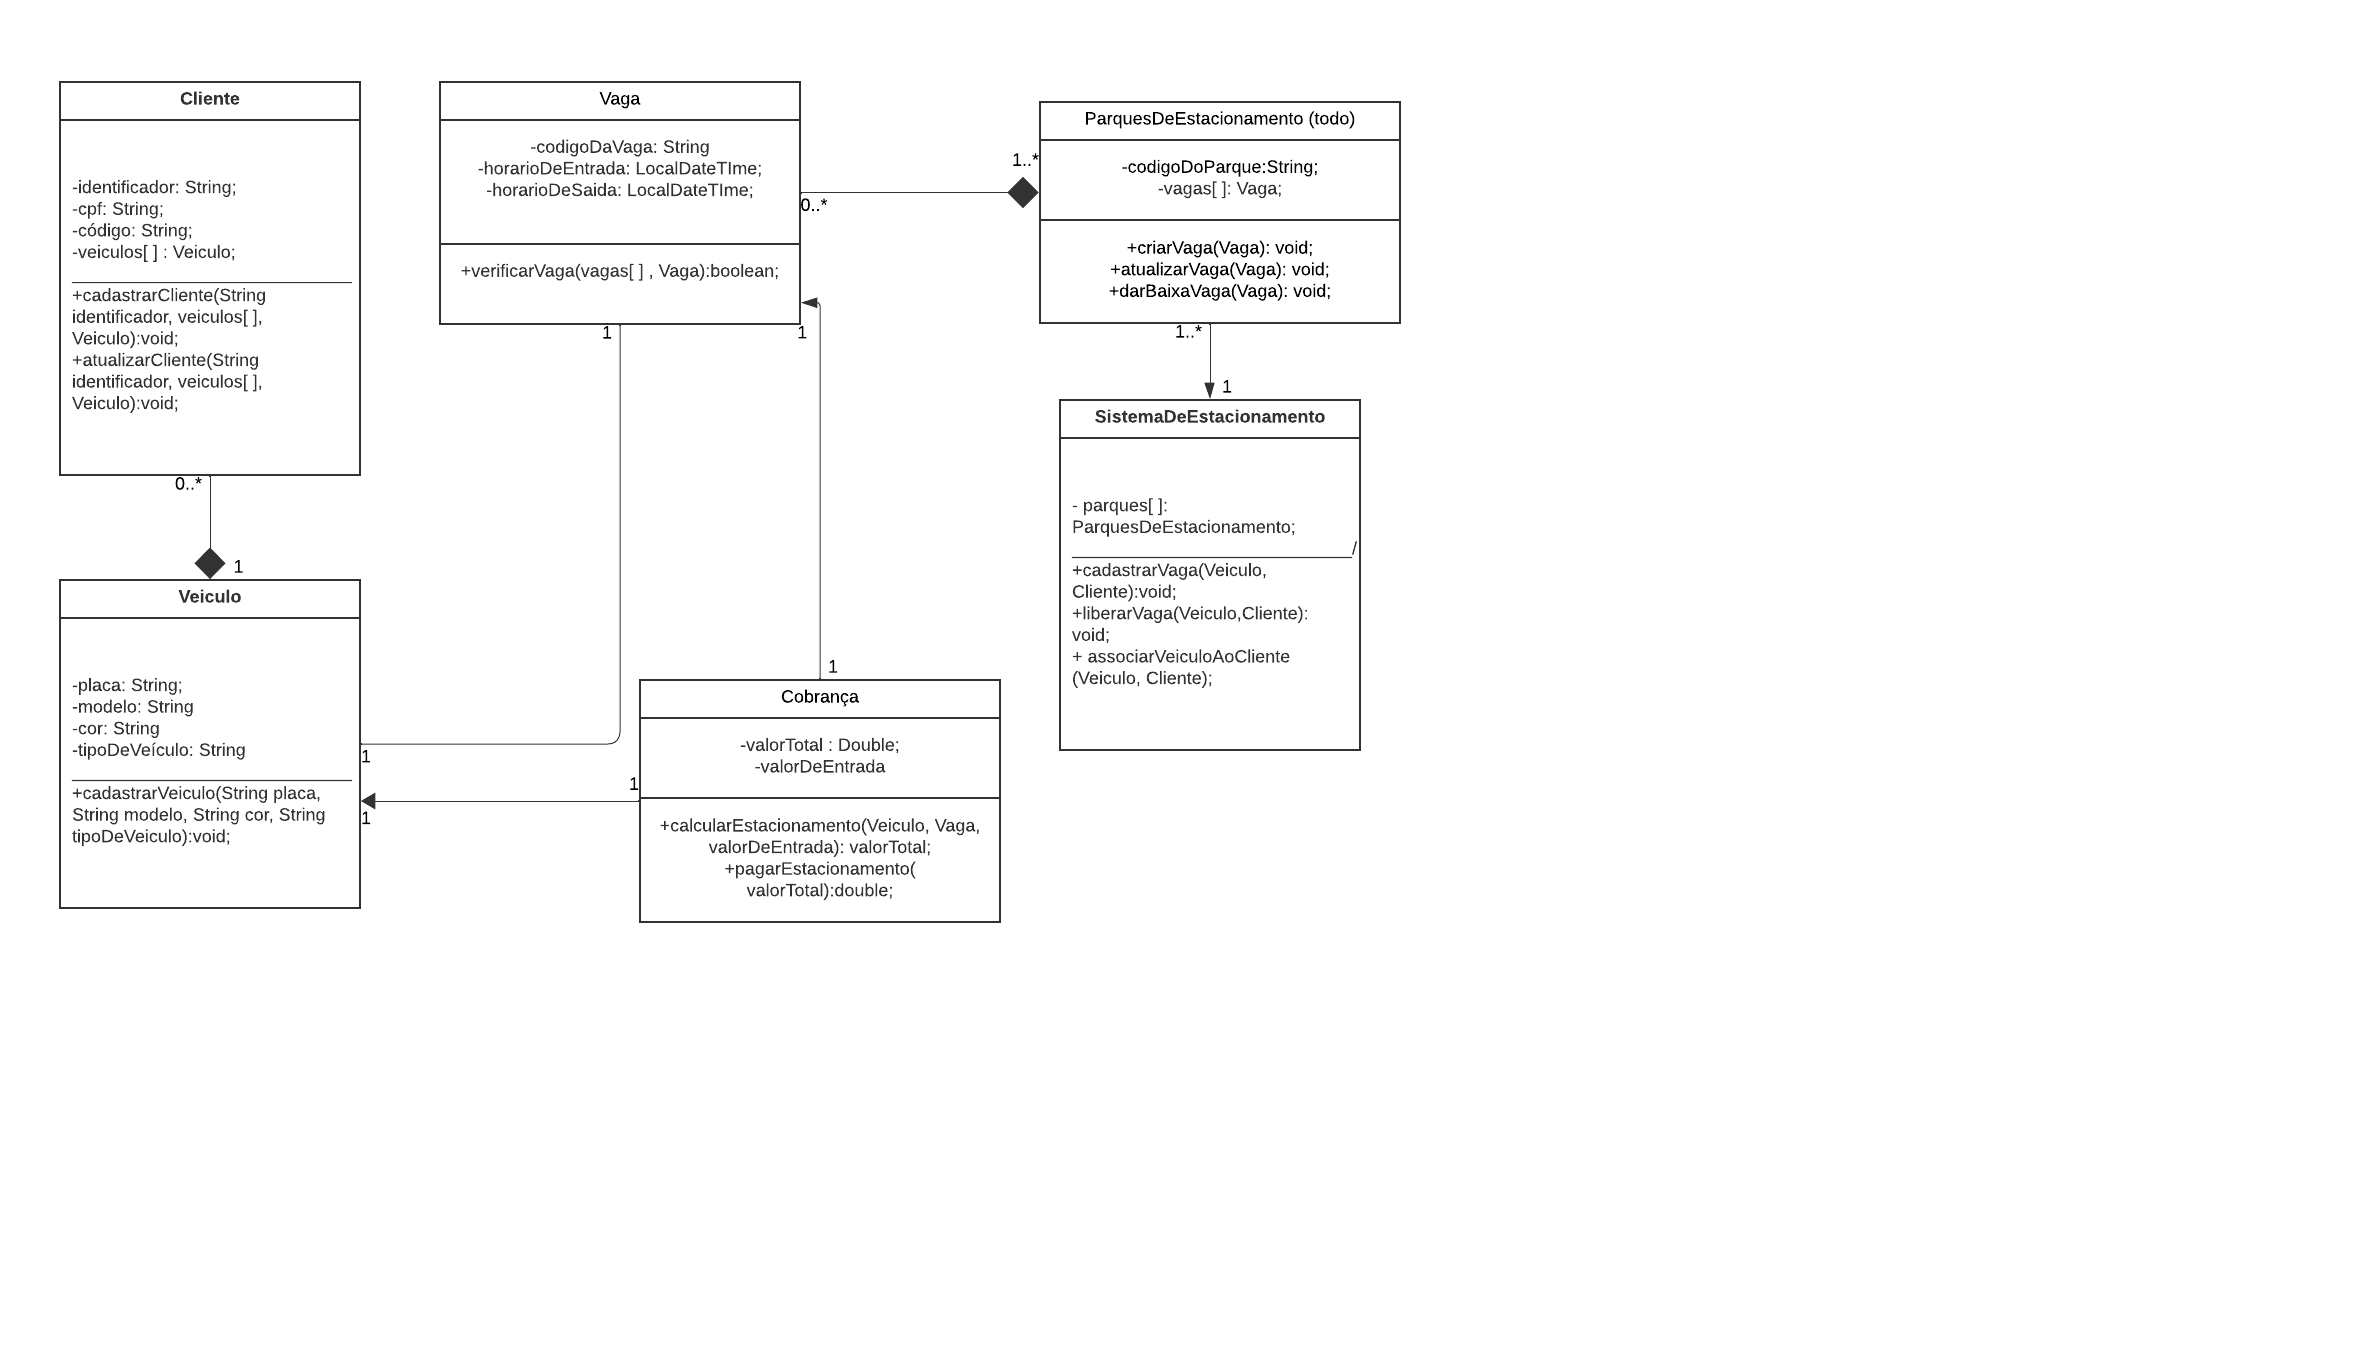 Cliente
-identificador: String;
-cpf: String;
-código: String;
-veiculos[ ] : Veiculo;
+cadastrarCliente(String
identificador, veiculos[ ],
Veiculo):void;
+atualizarCliente(String
identificador, veiculos[ ],
Veiculo):void;
0..*
1
Veiculo
-placa: String;
-modelo: String
-cor: String
-tipoDeVeículo: String
+cadastrarVeiculo(String placa,
String modelo, String cor, String
tipoDeVeiculo):void;
1
1
Vaga
-codigoDaVaga: String
-horarioDeEntrada: LocalDateTIme;
-horarioDeSaida: LocalDateTIme;
+verificarVaga(vagas[ ] , Vaga):boolean;
1
1
0..*
1..*
1
1
Cobrança
-valorTotal : Double;
-valorDeEntrada
+calcularEstacionamento(Veiculo, Vaga,
valorDeEntrada): valorTotal;
+pagarEstacionamento(
valorTotal):double;
ParquesDeEstacionamento (todo)
-codigoDoParque:String;
-vagas[ ]: Vaga;
+criarVaga(Vaga): void;
+atualizarVaga(Vaga): void;
+darBaixaVaga(Vaga): void;
1..*
1
SistemaDeEstacionamento
- parques[ ]:
ParquesDeEstacionamento;
/
+cadastrarVaga(Veiculo,
Cliente):void;
+liberarVaga(Veiculo,Cliente):
void;
+ associarVeiculoAoCliente
(Veiculo, Cliente);